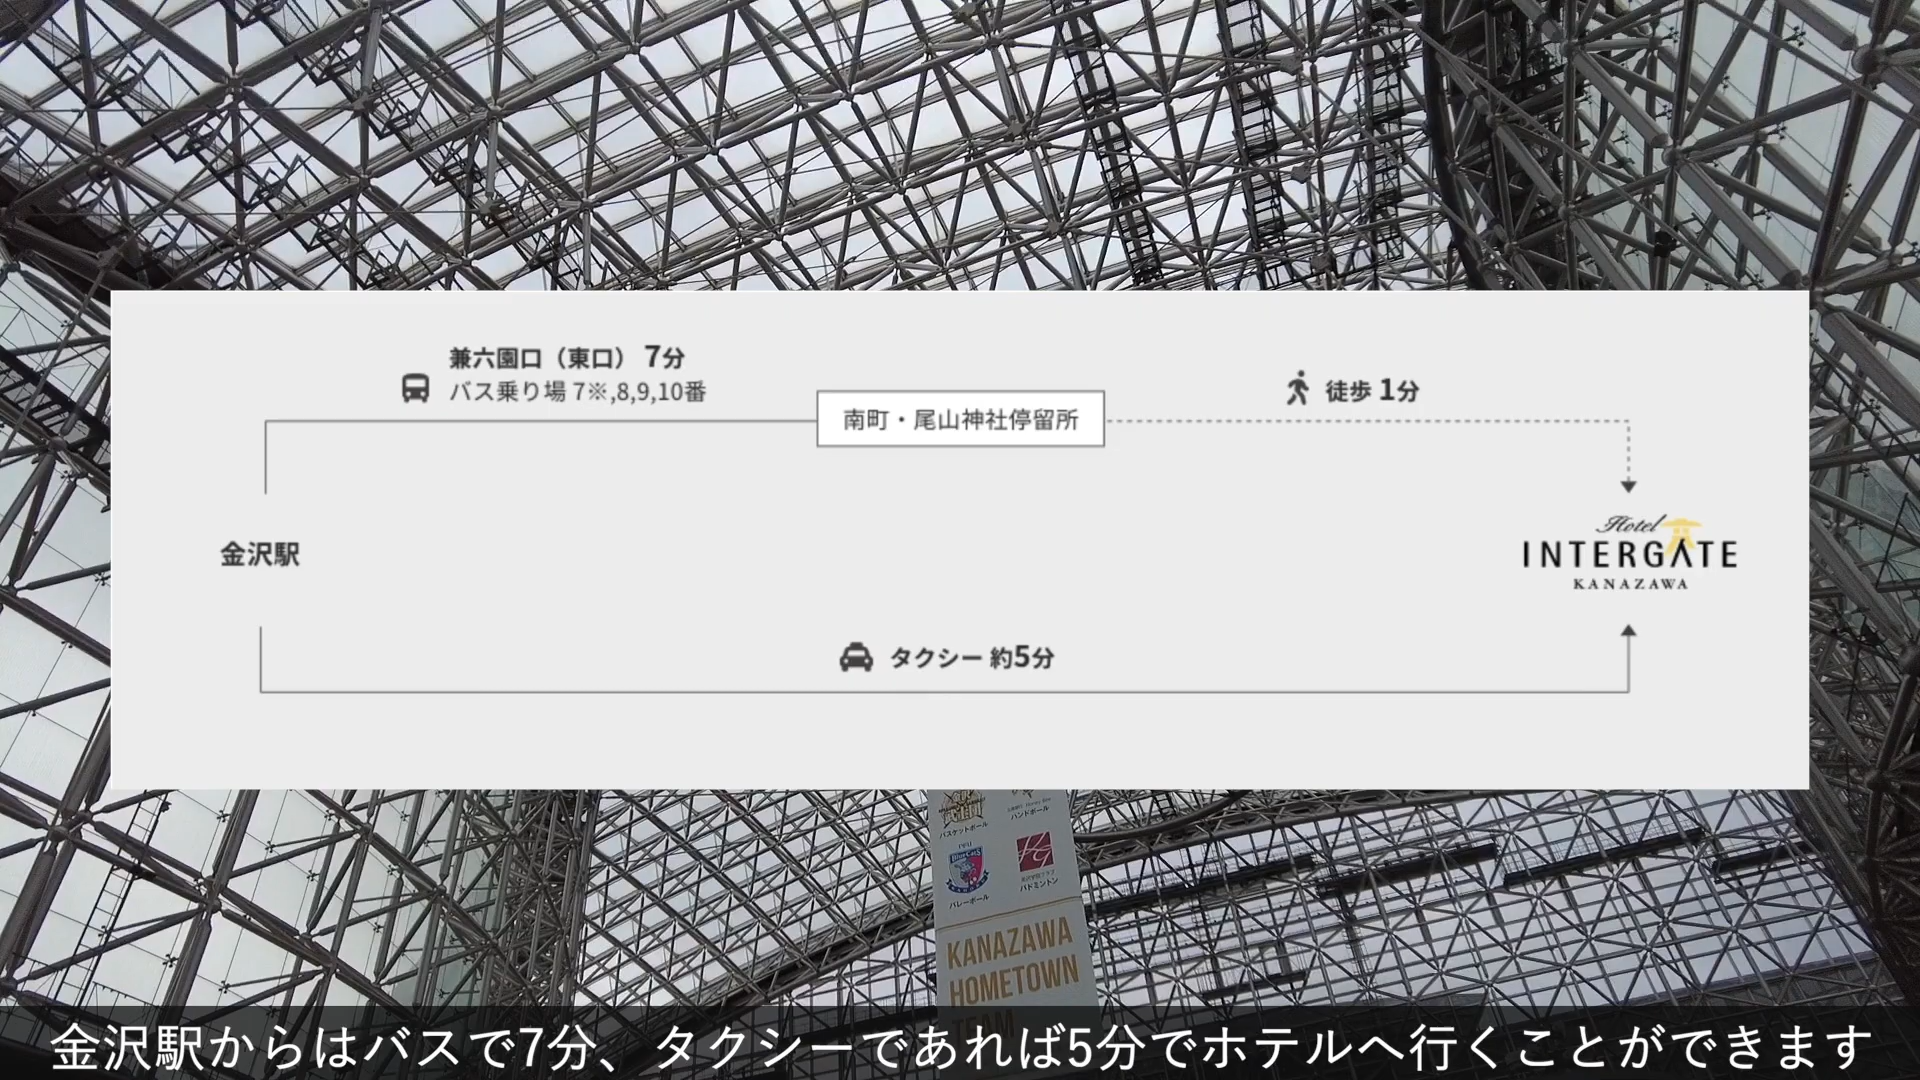 兼六園口（東口） 7分
バス乗り場 7※,8,9,10番
南町・尾山神社停留所
徒歩 1分
金沢駅
Hotel
INTERGATE
KANAZAWA
タクシー 約5分
バスケットボール
ハンドボール
バレーボール
バドミントン
KANAZAWA
HOMETOWN
TEAM
金沢駅からはバスで7分、タクシーであれば5分でホテルへ行くことができます